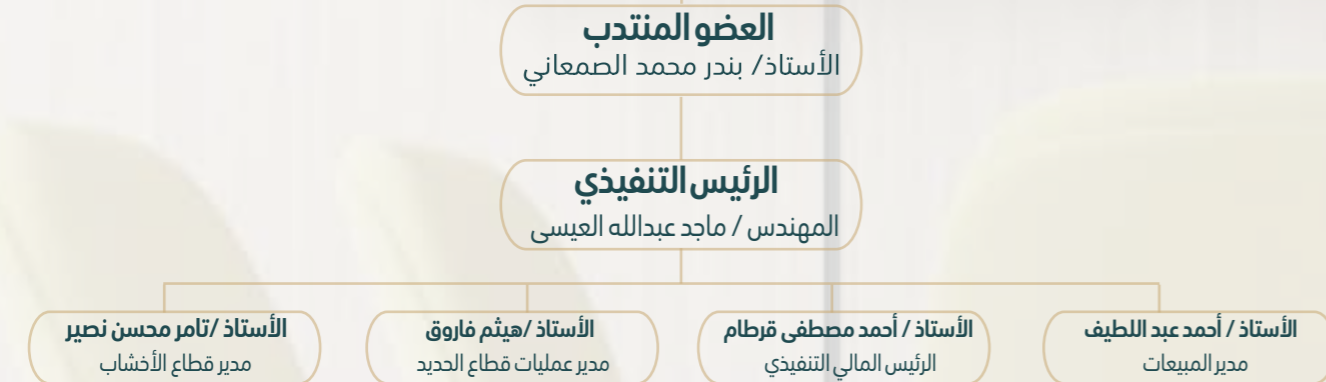 العضو المنتدب
الأستاذ/ بندر محمد الصمعاني
الرئيس التنفيذي
المهندس / ماجد عبدالله العيسى
الأستاذ / أحمد عبد اللطيف
مدير المبيعات
الأستاذ / أحمد مصطفى قرطام
الرئيس المالي التنفيذي
الأستاذ /هيثم فاروق
مدير عمليات قطاع الحديد
الأستاذ /تامر محسن نصير
مدير قطاع الأخشاب